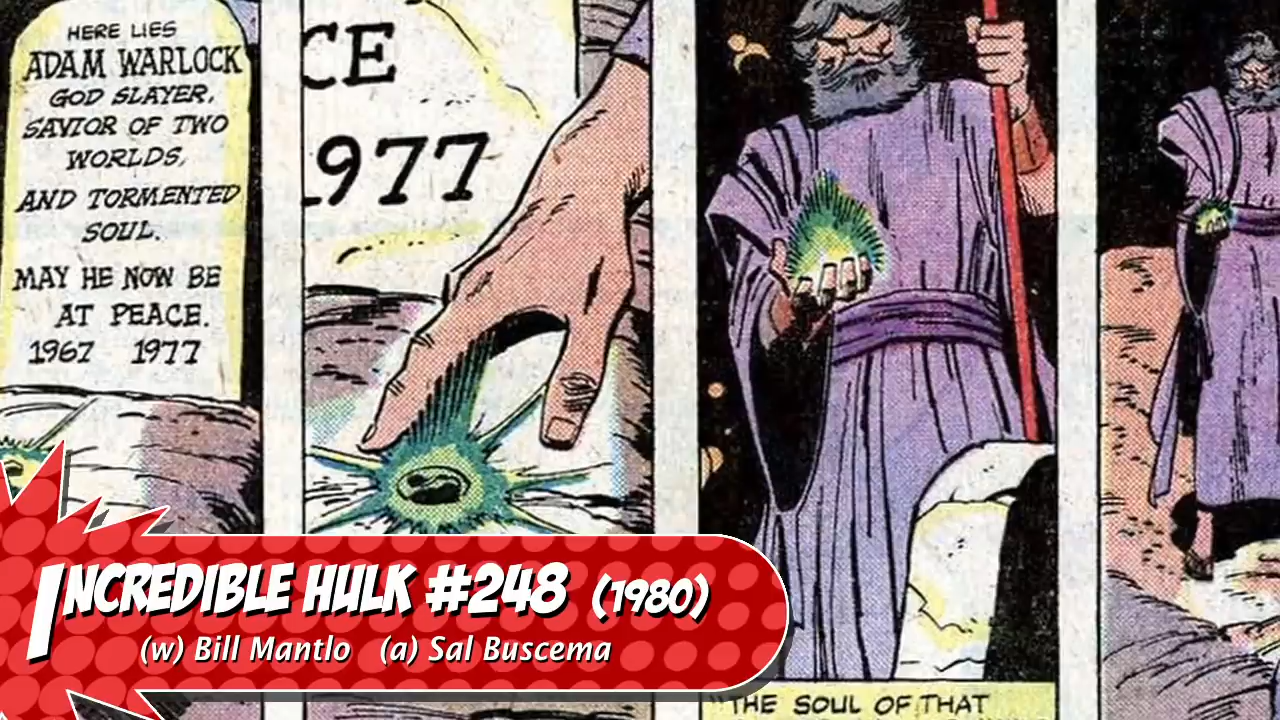 HERE LIES
ADAM WARLOCK
GOD SLAYER,
SAVIOR OF TWO
WORLDS,
AND TORMENTED
SOUL.
MAY HE NOW BE
AT PEACE.
1967 1977
CE
1977
"THE SOUL OF THAT
INCREDIBLE HULK #248 (1980)
(w) Bill Mantlo (a) Sal Buscema